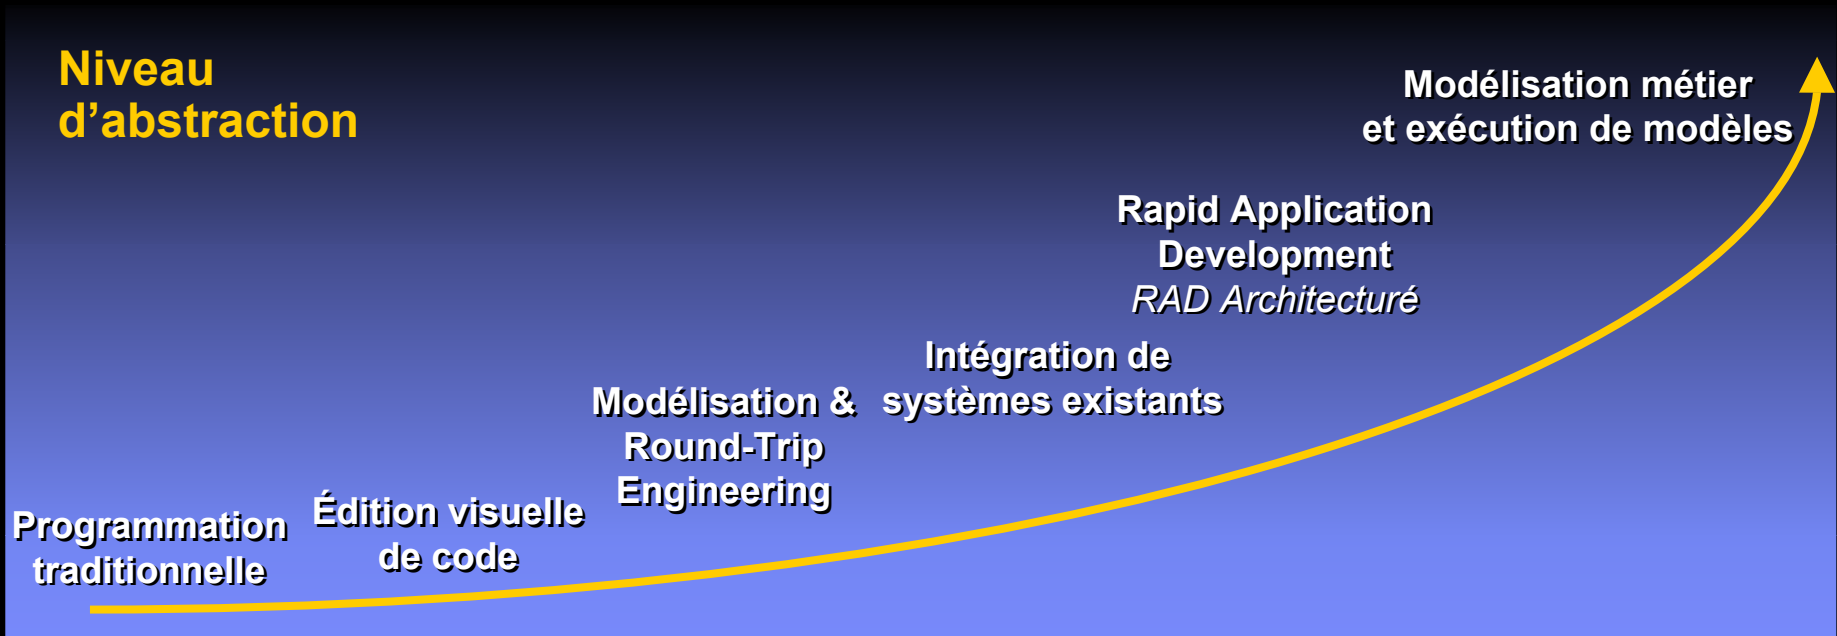 Niveau
d’abstraction
Modélisation métier
et exécution de modèles
Rapid Application
Development
RAD Architecturé
Intégration de
systèmes existants
Modélisation &
Round-Trip
Engineering
Édition visuelle
de code
Programmation
traditionnelle